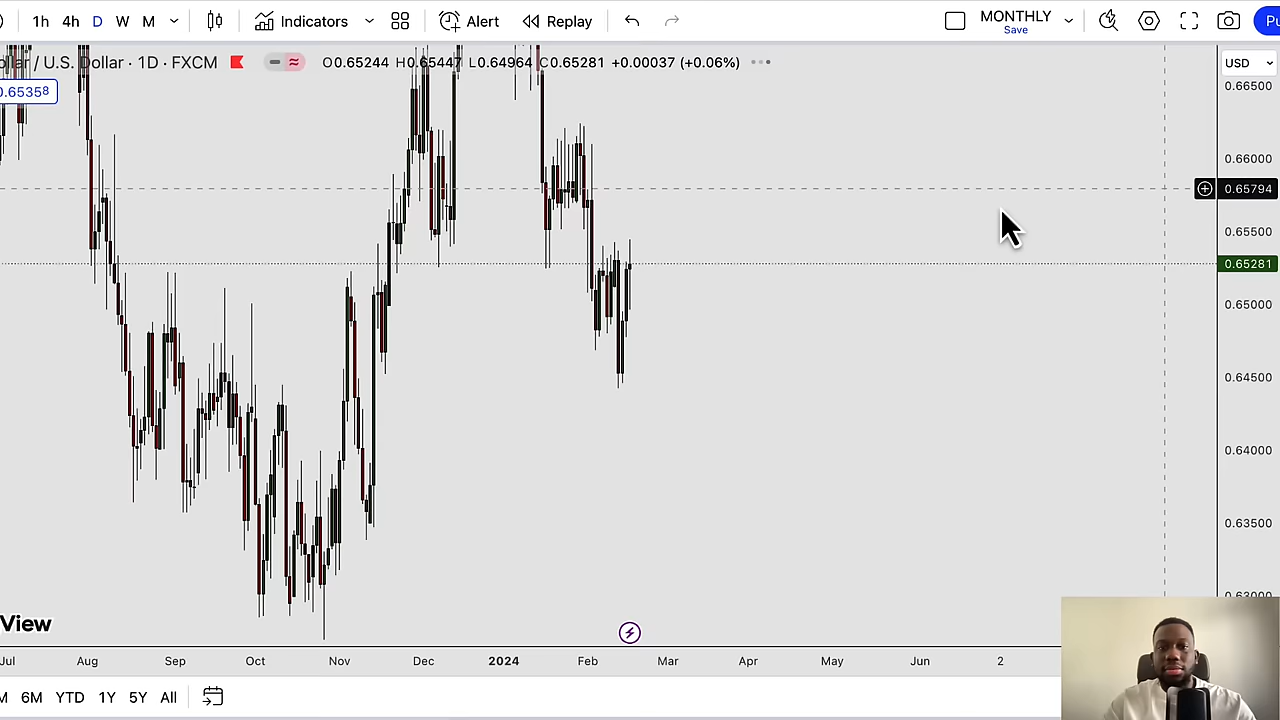 1h 4h D W M Indicators Alert Replay MONTHLY Save Pu
ollar / U.S. Dollar · 1D · FXCM O0.65244 H0.65447 L0.64964 C0.65281 +0.00037 (+0.06%) USD
0.65358
0.66500
0.66000
0.65794
0.65500
0.65281
0.65000
0.64500
0.64000
0.63500
0.63000
View
Jul Aug Sep Oct Nov Dec 2024 Feb Mar Apr May Jun 2
M 6M YTD 1Y 5Y All